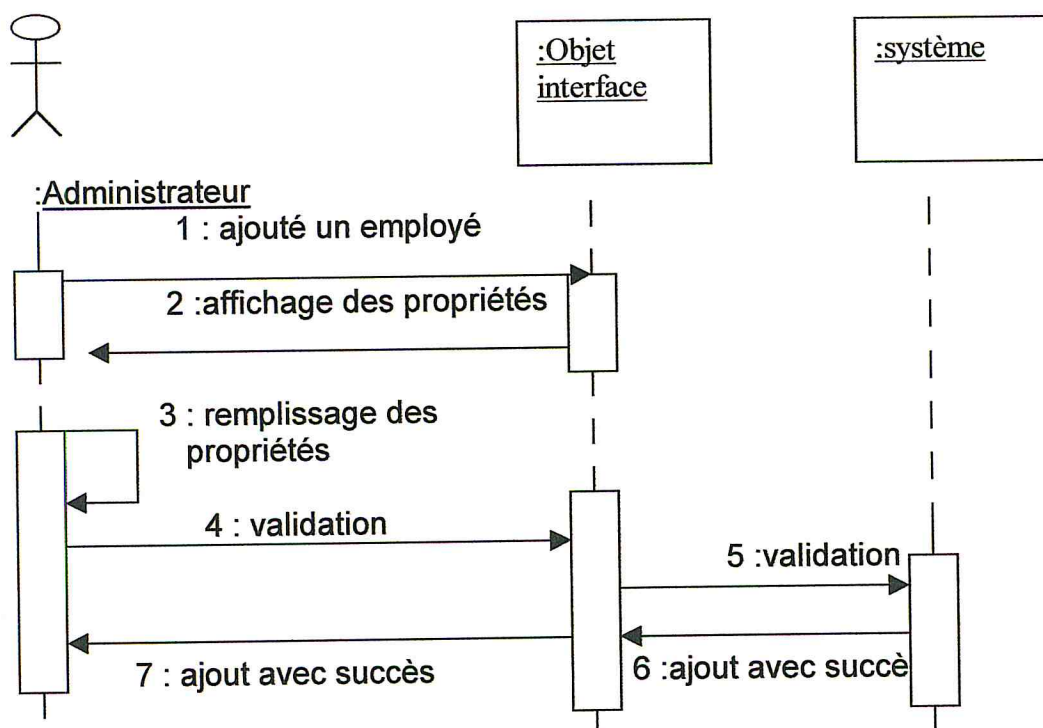 :Objet
interface
:système
:Administrateur
1 : ajouté un employé
2 :affichage des propriétés
3 : remplissage des
propriétés
4 : validation
5 :validation
6 :ajout avec succè
7 : ajout avec succès